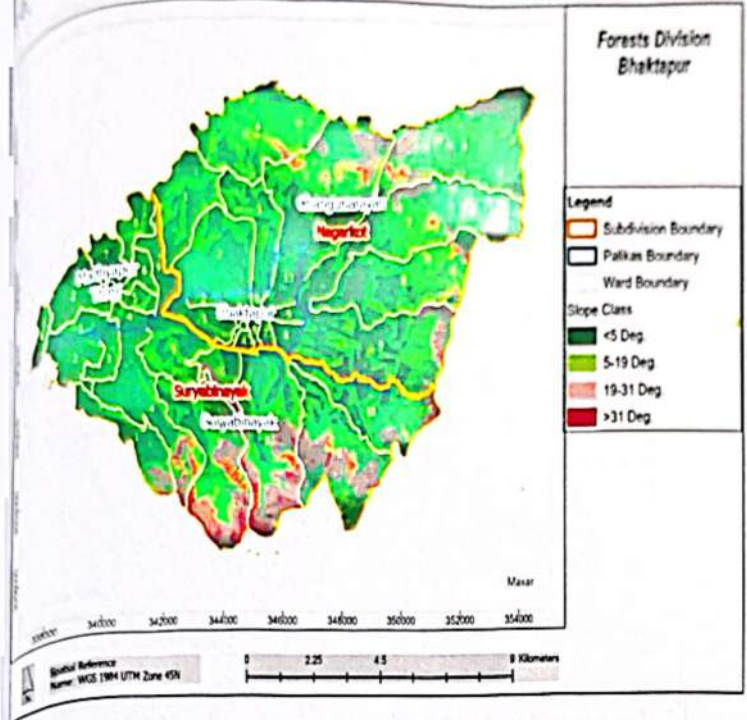 Forests Division
Bhaktapur
Nagarkot
Bhaktapur
Suryabinayak
Suryabinayak
Legend
Subdivision Boundary
Palikas Boundary
Ward Boundary
Slope Class
<5 Deg.
5-19 Deg.
19-31 Deg.
>31 Deg.
Maxar
340000 342000 344000 346000 348000 350000 352000 354000
Spatial Reference
Name: WGS 1984 UTM Zone 45N
0 2.25 4.5 9 Kilometers